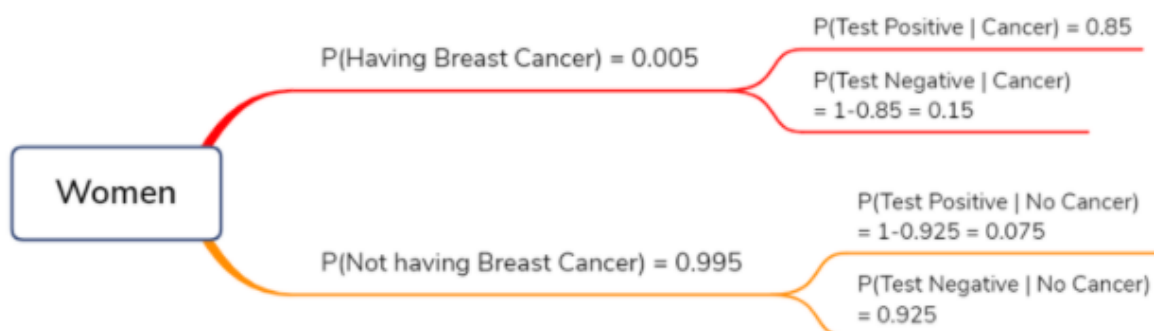 P(Test Positive | Cancer) = 0.85
P(Having Breast Cancer) = 0.005
P(Test Negative | Cancer)
= 1-0.85 = 0.15
Women
P(Test Positive | No Cancer)
= 1-0.925 = 0.075
P(Not having Breast Cancer) = 0.995
P(Test Negative | No Cancer)
= 0.925